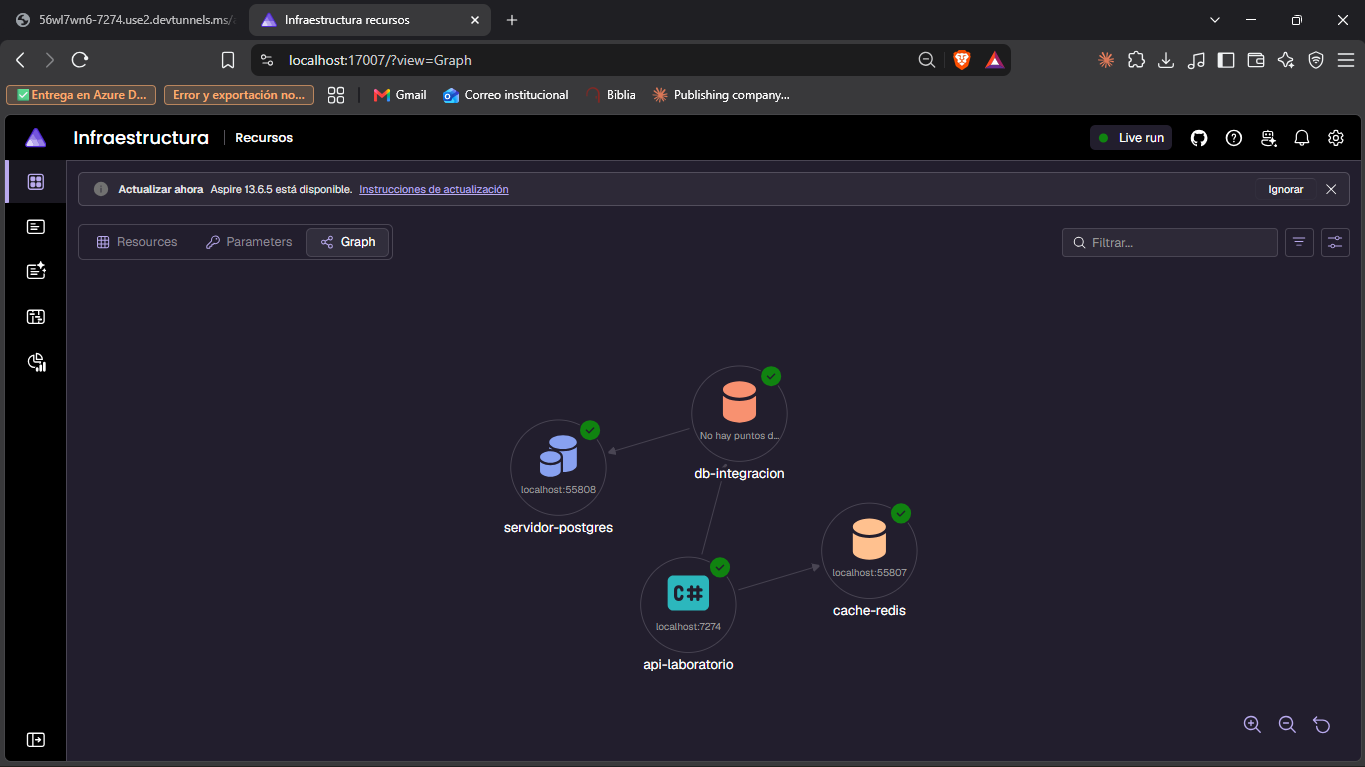 56wl7wn6-7274.use2.devtunnels.ms/
Infraestructura recursos
localhost:17007/?view=Graph
Entrega en Azure D...
Error y exportación no...
Gmail
Correo institucional
Biblia
Publishing company...
Infraestructura
Recursos
Live run
Actualizar ahora Aspire 13.6.5 está disponible. Instrucciones de actualización
Ignorar
Resources
Parameters
Graph
Filtrar...
No hay puntos d...
db-integracion
localhost:55808
servidor-postgres
localhost:55807
cache-redis
C#
localhost:7274
api-laboratorio